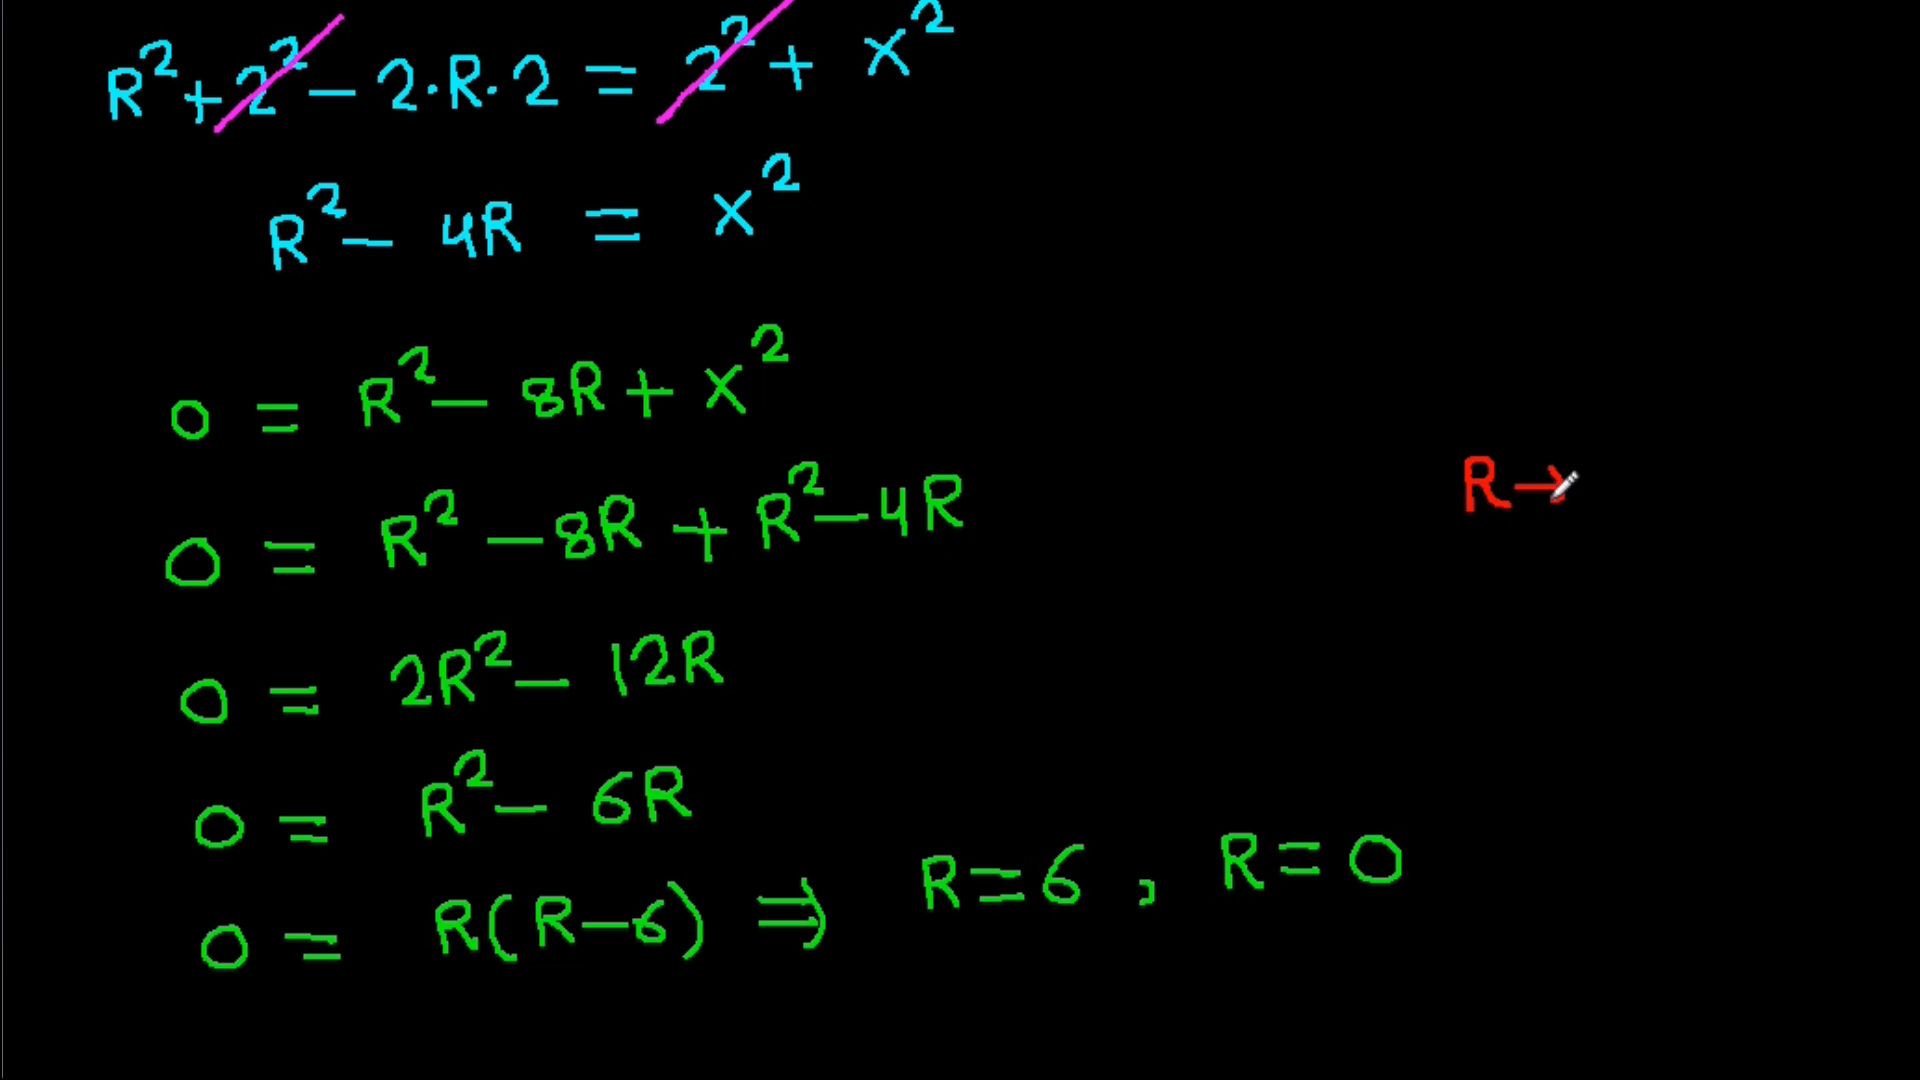 R² + 2² - 2·R·2 = 2² + x²
R² - 4R = x²
0 = R² - 8R + x²
0 = R² - 8R + R² - 4R
R →
0 = 2R² - 12R
0 = R² - 6R
0 = R(R-6) ⇒ R = 6 , R = 0